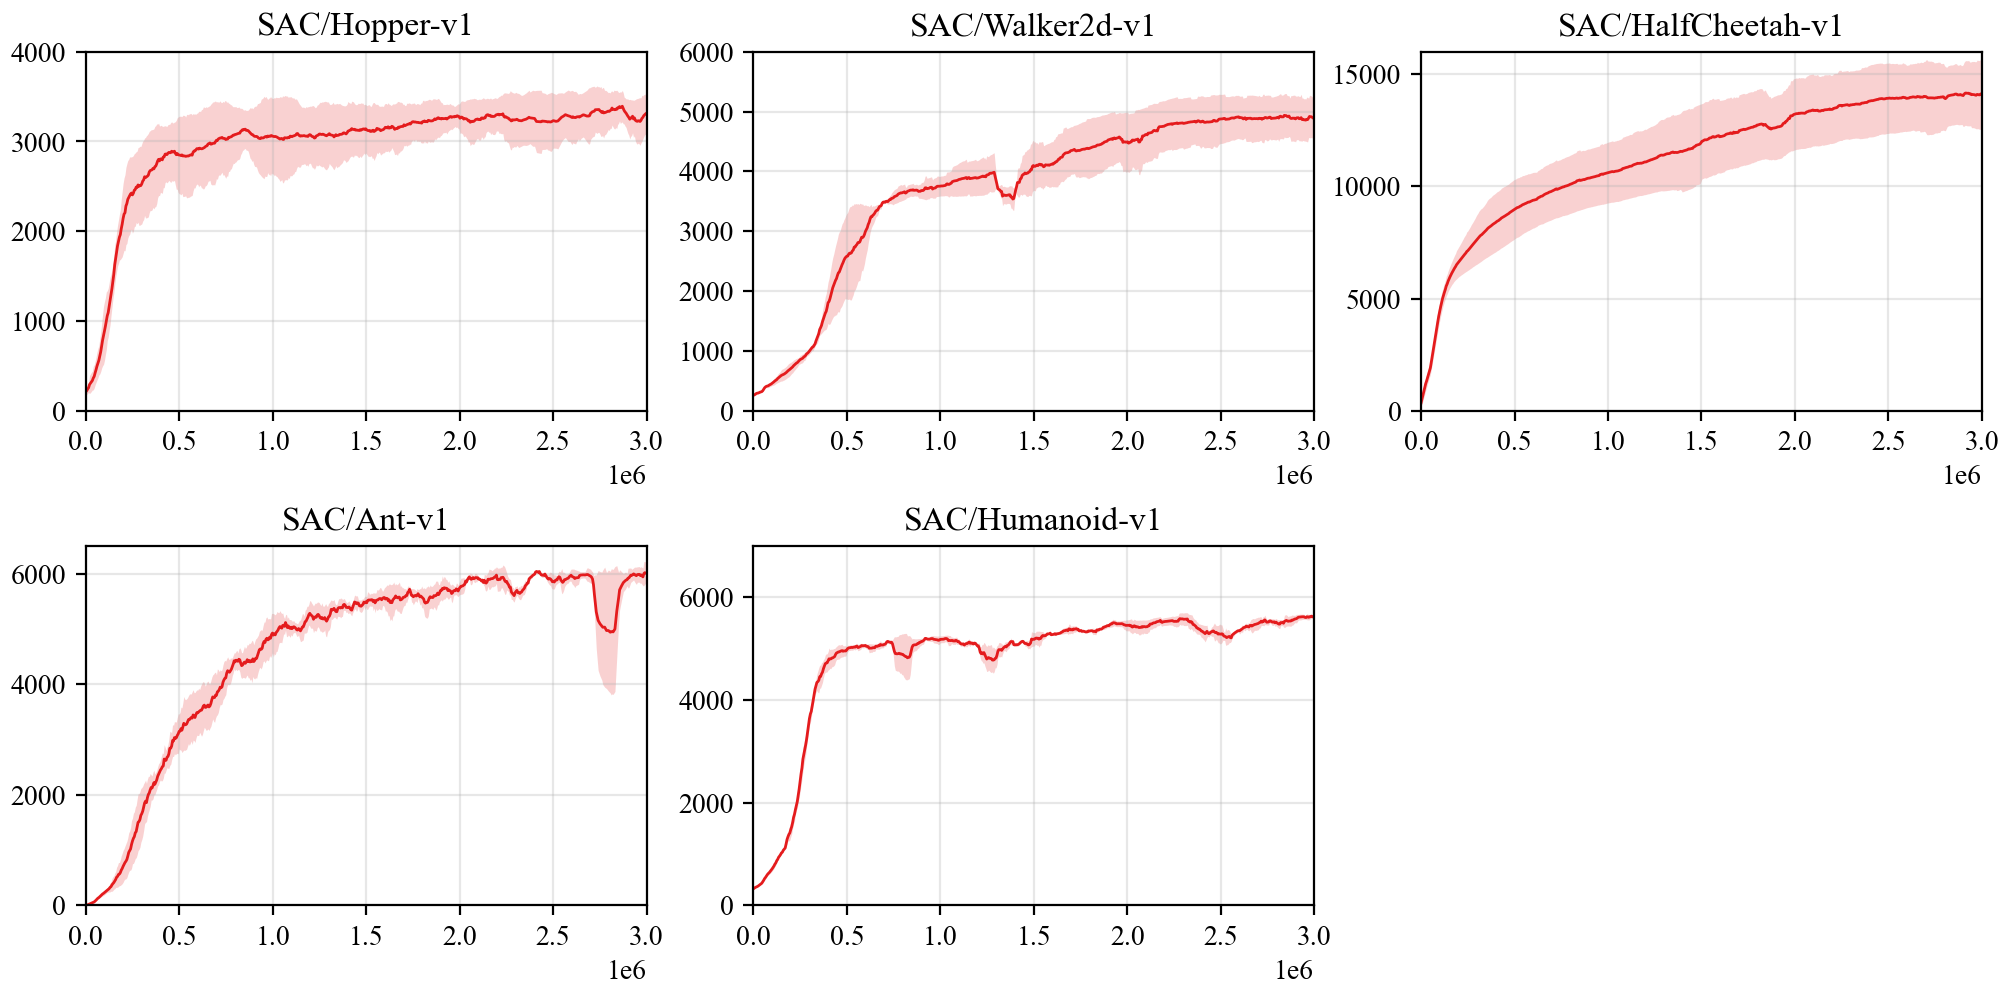 SAC/Hopper-v1 SAC/Walker2d-v1 SAC/HalfCheetah-v1
4000 6000 15000
3000 5000 10000
2000 4000 5000
1000 3000 0
0 2000
1000
0
0.0 0.5 1.0 1.5 2.0 2.5 3.0 0.0 0.5 1.0 1.5 2.0 2.5 3.0 0.0 0.5 1.0 1.5 2.0 2.5 3.0
1e6 1e6 1e6
SAC/Ant-v1 SAC/Humanoid-v1
6000 6000
4000 4000
2000 2000
0 0
0.0 0.5 1.0 1.5 2.0 2.5 3.0 0.0 0.5 1.0 1.5 2.0 2.5 3.0
1e6 1e6